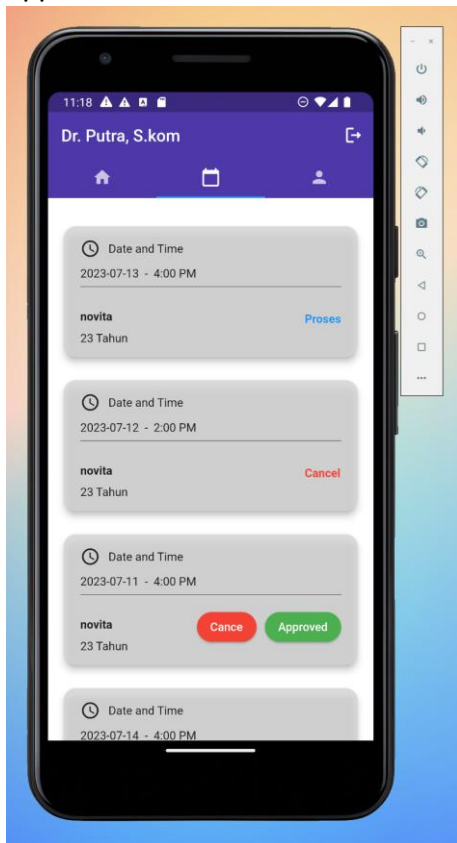 11:18
Dr. Putra, S.kom
Date and Time
2023-07-13 - 4:00 PM
novita
Proses
23 Tahun
Date and Time
2023-07-12 - 2:00 PM
novita
Cancel
23 Tahun
Date and Time
2023-07-11 - 4:00 PM
novita
Cance
Approved
23 Tahun
Date and Time
2023-07-14 - 4:00 PM